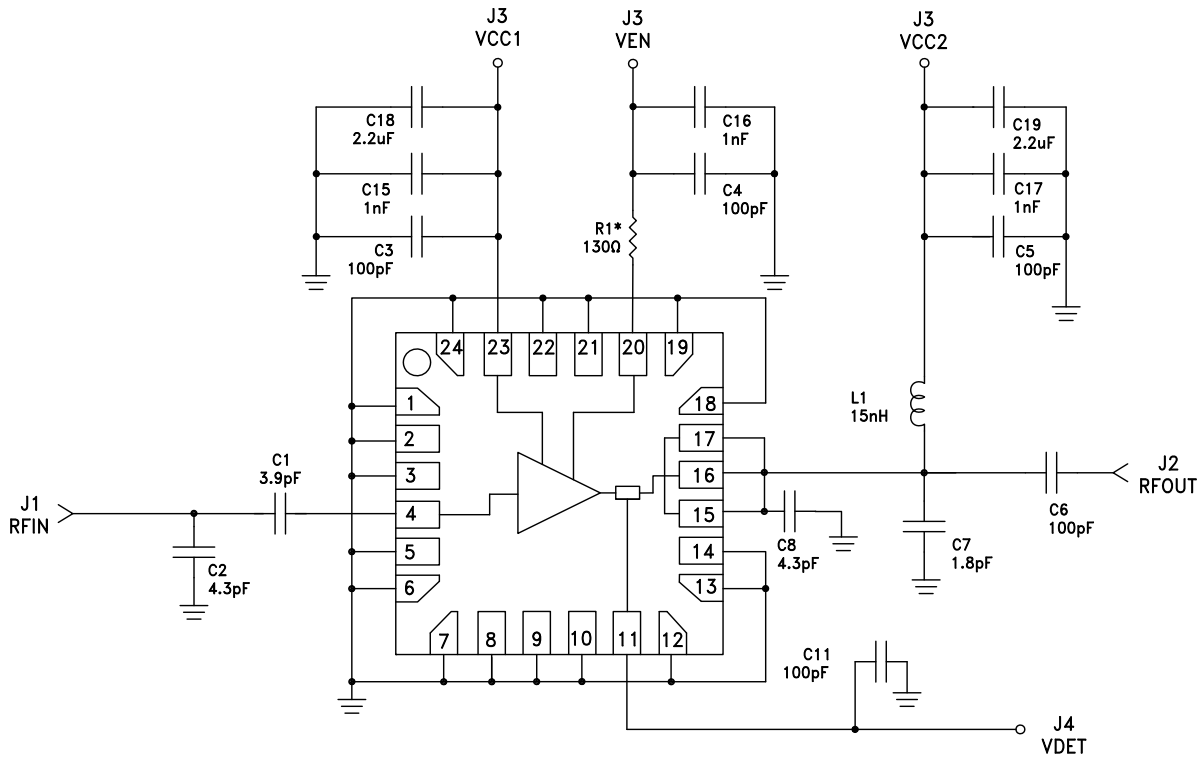 J3
VCC1
J3
VEN
J3
VCC2
C18
2.2uF
C15
1nF
C3
100pF
C16
1nF
C4
100pF
R1*
130Ω
C19
2.2uF
C17
1nF
C5
100pF
L1
15nH
24
23
22
21
20
19
1
2
3
4
5
6
18
17
16
15
14
13
7
8
9
10
11
12
J1
RFIN
C1
3.9pF
C2
4.3pF
C8
4.3pF
C7
1.8pF
C6
100pF
J2
RFOUT
C11
100pF
J4
VDET